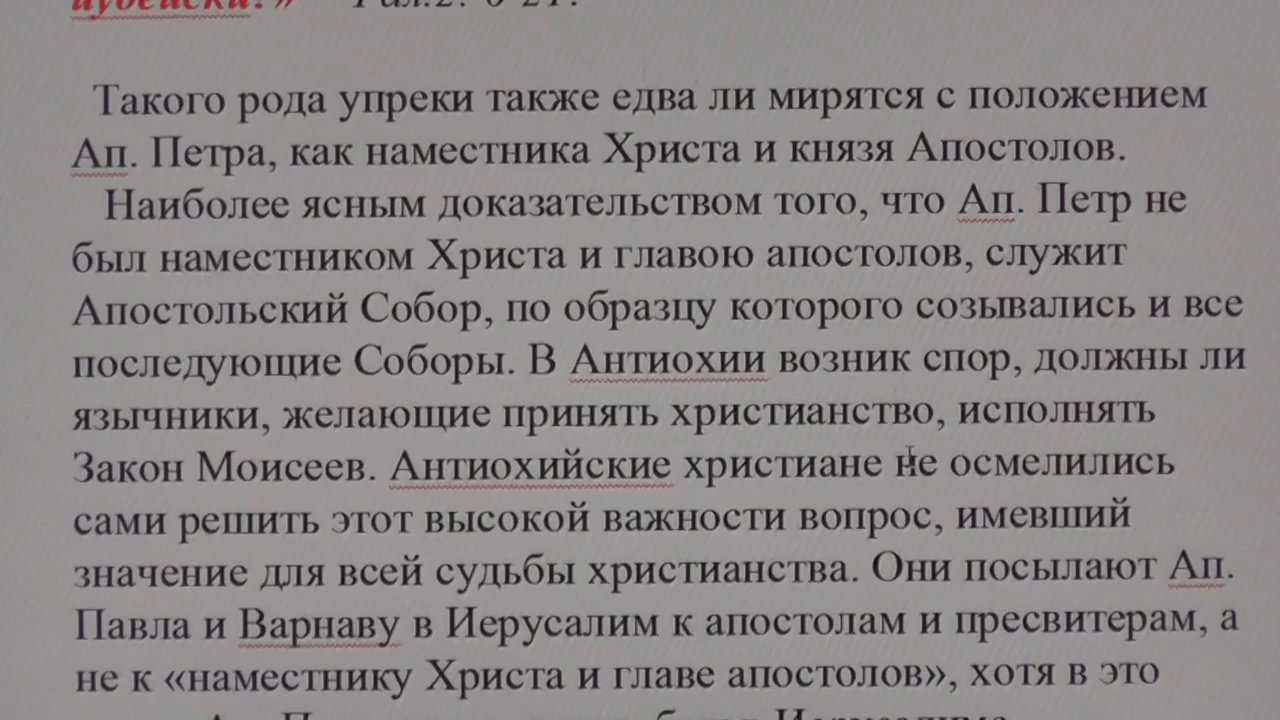 Такого рода упреки также едва ли мирятся с положением
Ап. Петра, как наместника Христа и князя Апостолов.
Наиболее ясным доказательством того, что Ап. Петр не
был наместником Христа и главою апостолов, служит
Апостольский Собор, по образцу которого созывались и все
последующие Соборы. В Антиохии возник спор, должны ли
язычники, желающие принять христианство, исполнять
Закон Моисеев. Антиохийские христиане не осмелились
сами решить этот высокой важности вопрос, имевший
значение для всей судьбы христианства. Они посылают Ап.
Павла и Варнаву в Иерусалим к апостолам и пресвитерам, а
не к «наместнику Христа и главе апостолов», хотя в это